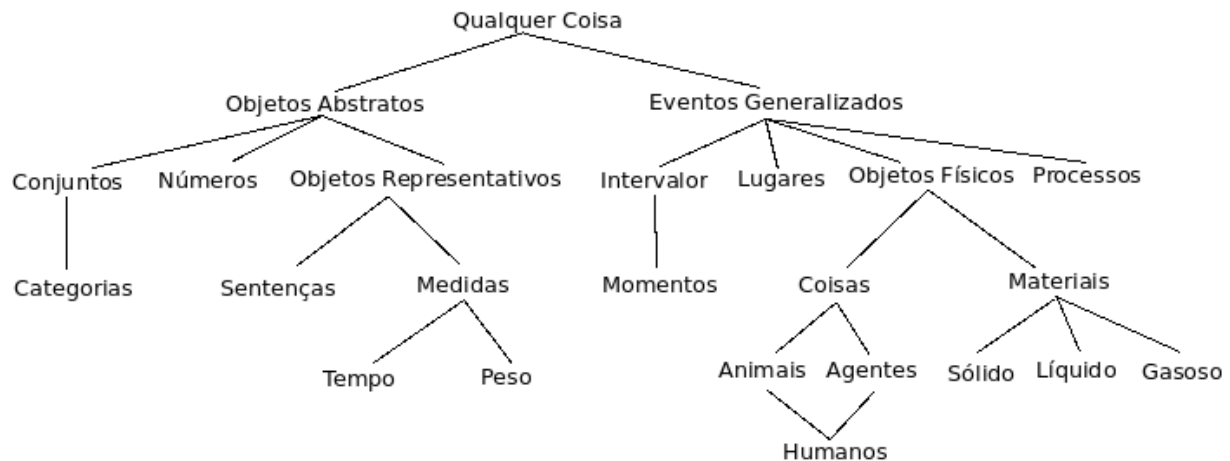 Qualquer Coisa
Objetos Abstratos
Eventos Generalizados
Conjuntos
Números
Objetos Representativos
Intervalor
Lugares
Objetos Físicos
Processos
Categorias
Sentenças
Medidas
Momentos
Coisas
Materiais
Tempo
Peso
Animais
Agentes
Sólido
Líquido
Gasoso
Humanos